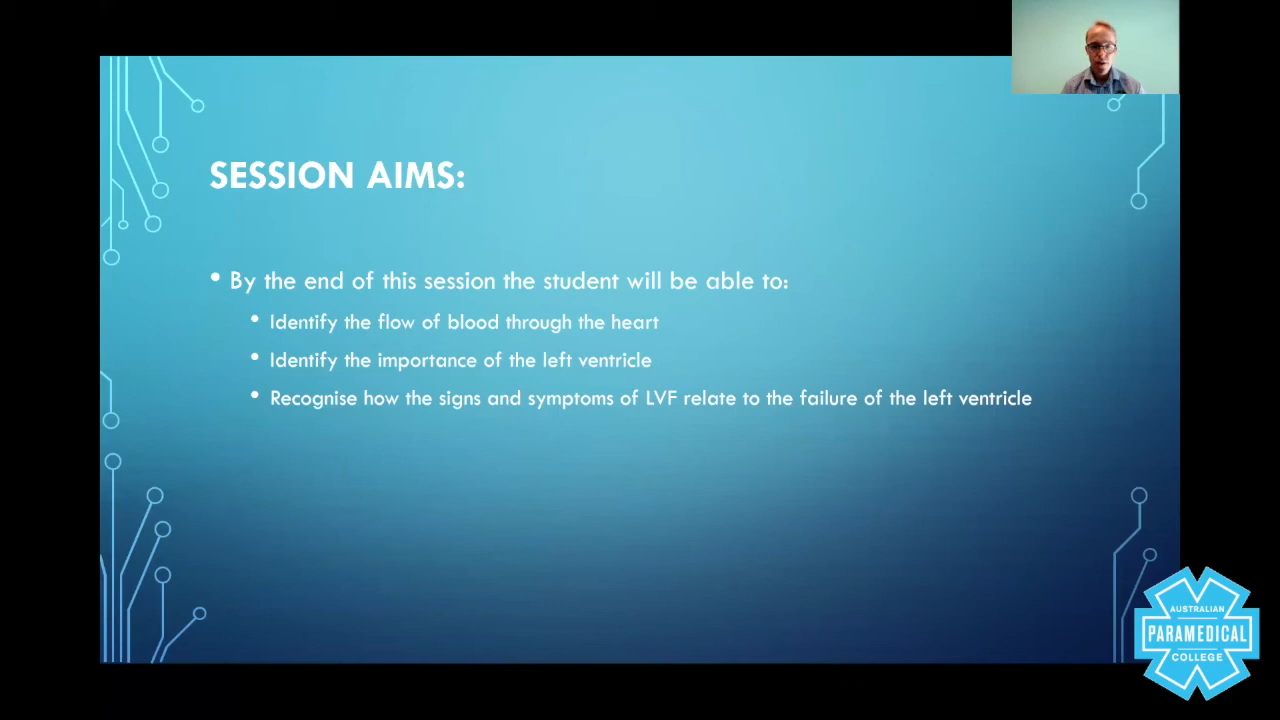 SESSION AIMS:
• By the end of this session the student will be able to:
• Identify the flow of blood through the heart
• Identify the importance of the left ventricle
• Recognise how the signs and symptoms of LVF relate to the failure of the left ventricle
AUSTRALIAN
PARAMEDICAL
COLLEGE